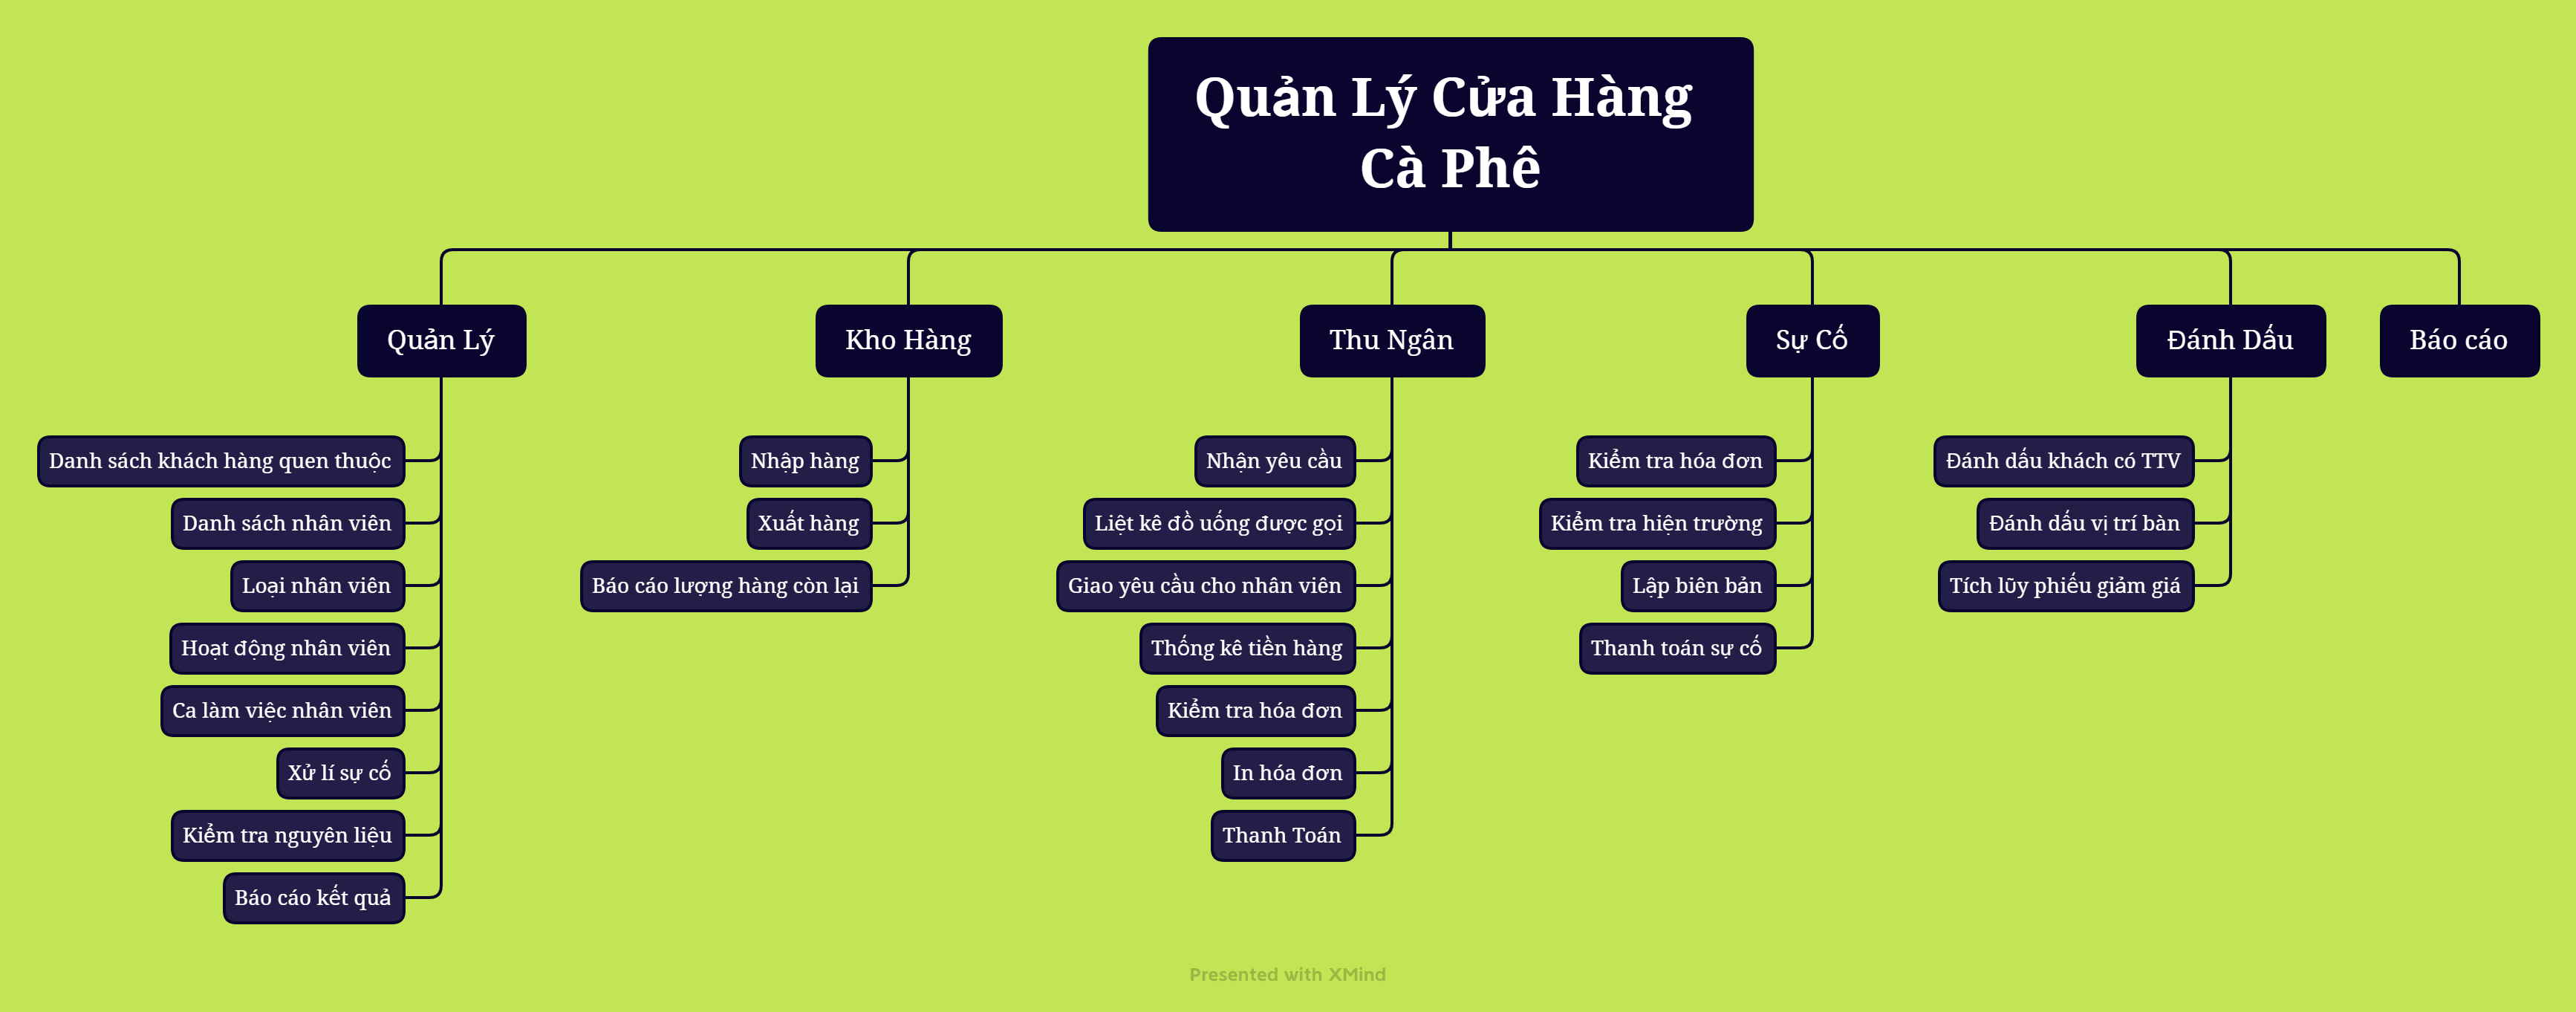 Quản Lý Cửa Hàng
Cà Phê
Quản Lý
Danh sách khách hàng quen thuộc
Danh sách nhân viên
Loại nhân viên
Hoạt động nhân viên
Ca làm việc nhân viên
Xử lí sự cố
Kiểm tra nguyên liệu
Báo cáo kết quả
Kho Hàng
Nhập hàng
Xuất hàng
Báo cáo lượng hàng còn lại
Thu Ngân
Nhận yêu cầu
Liệt kê đồ uống được gọi
Giao yêu cầu cho nhân viên
Thống kê tiền hàng
Kiểm tra hóa đơn
In hóa đơn
Thanh Toán
Sự Cố
Kiểm tra hóa đơn
Kiểm tra hiện trường
Lập biên bản
Thanh toán sự cố
Đánh Dấu
Đánh dấu khách có TTV
Đánh dấu vị trí bàn
Tích lũy phiếu giảm giá
Báo cáo
Presented with XMind